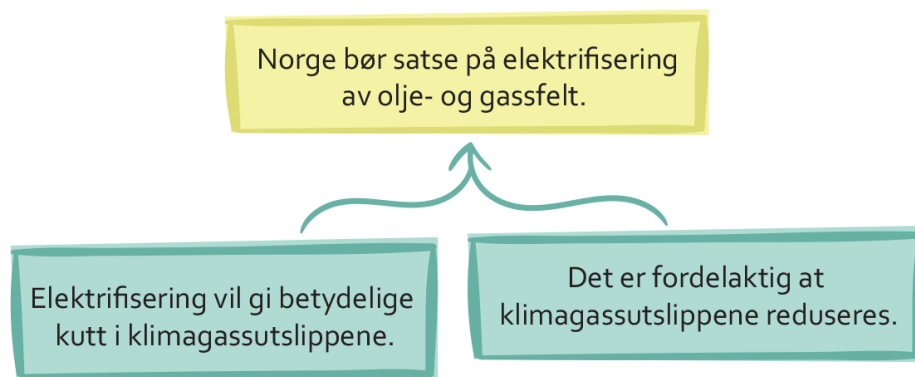 Norge bør satse på elektrifisering
av olje- og gassfelt.
Elektrifisering vil gi betydelige
kutt i klimagassutslippene.
Det er fordelaktig at
klimagassutslippene reduseres.